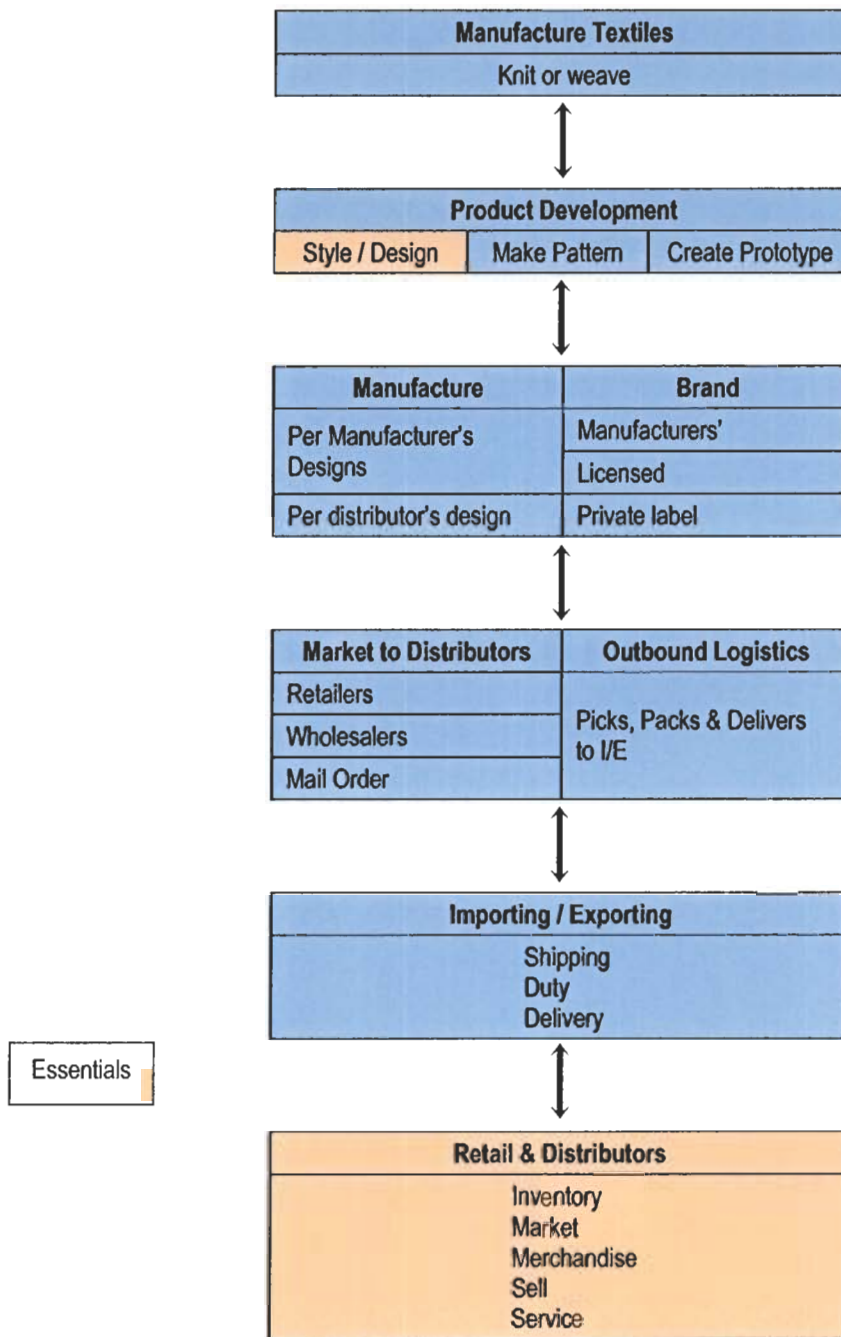 Manufacture Textiles
Knit or weave
Product Development
Style / Design
Make Pattern
Create Prototype
Manufacture
Brand
Per Manufacturer's
Designs
Manufacturers'
Licensed
Per distributor's design
Private label
Market to Distributors
Outbound Logistics
Retailers
Wholesalers
Mail Order
Picks, Packs & Delivers
to I/E
Importing / Exporting
Shipping
Duty
Delivery
Essentials
Retail & Distributors
Inventory
Market
Merchandise
Sell
Service